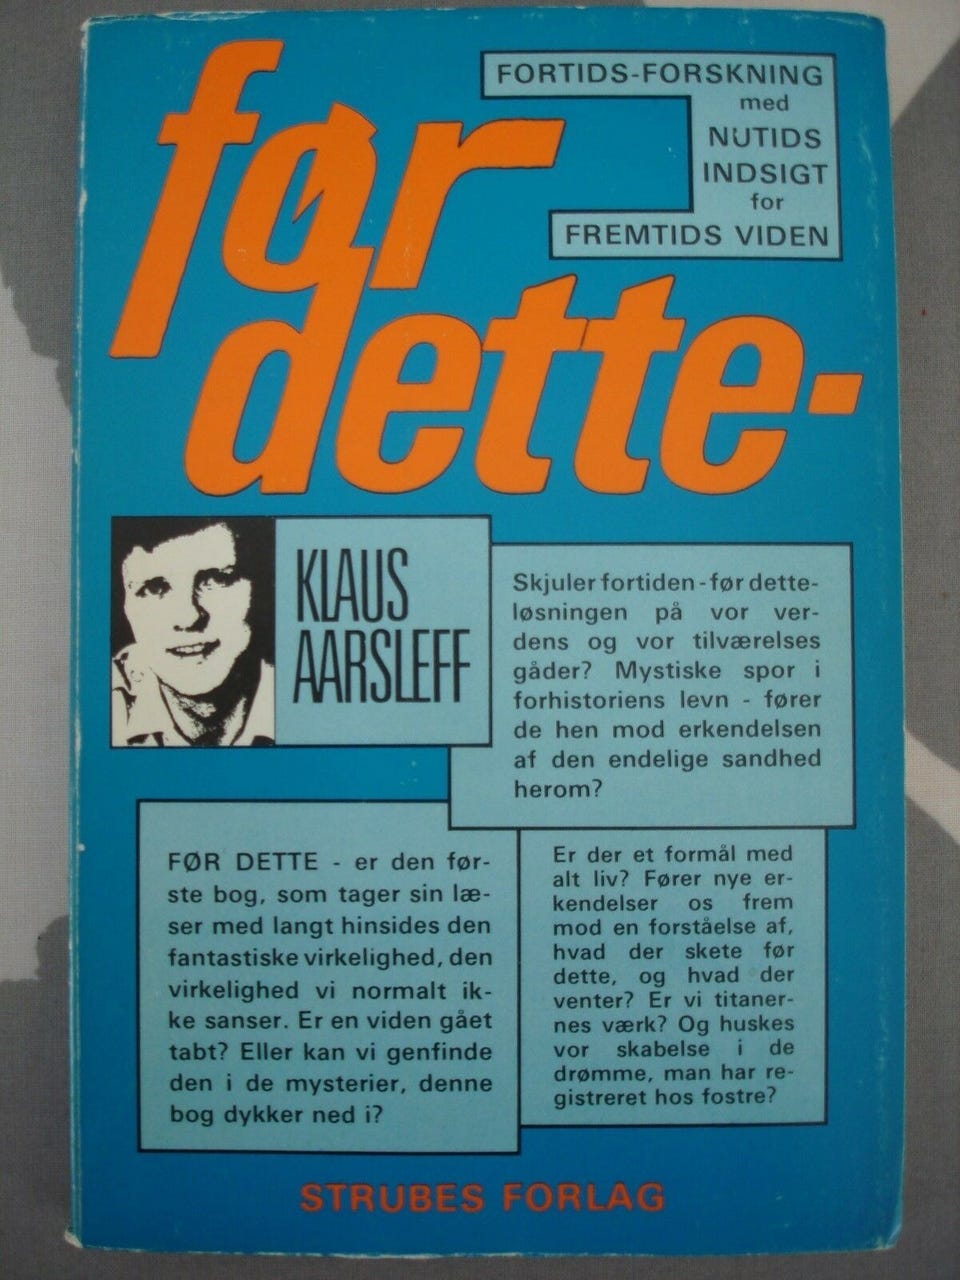 før
dette-
FORTIDS-FORSKNING
med
NUTIDS
INDSIGT
for
FREMTIDS VIDEN
KLAUS
AARSLEFF
Skjuler fortiden - før dette-
løsningen på vor ver-
dens og vor tilværelses
gåder? Mystiske spor i
forhistoriens levn - fører
de hen mod erkendelsen
af den endelige sandhed
herom?
FØR DETTE - er den før-
ste bog, som tager sin læ-
ser med langt hinsides den
fantastiske virkelighed, den
virkelighed vi normalt ik-
ke sanser. Er en viden gået
tabt? Eller kan vi genfinde
den i de mysterier, denne
bog dykker ned i?
Er der et formål med
alt liv? Fører nye er-
kendelser os frem
mod en forståelse af,
hvad der skete før
dette, og hvad der
venter? Er vi titaner-
nes værk? Og huskes
vor skabelse i de
drømme, man har re-
gistreret hos fostre?
STRUBES FORLAG